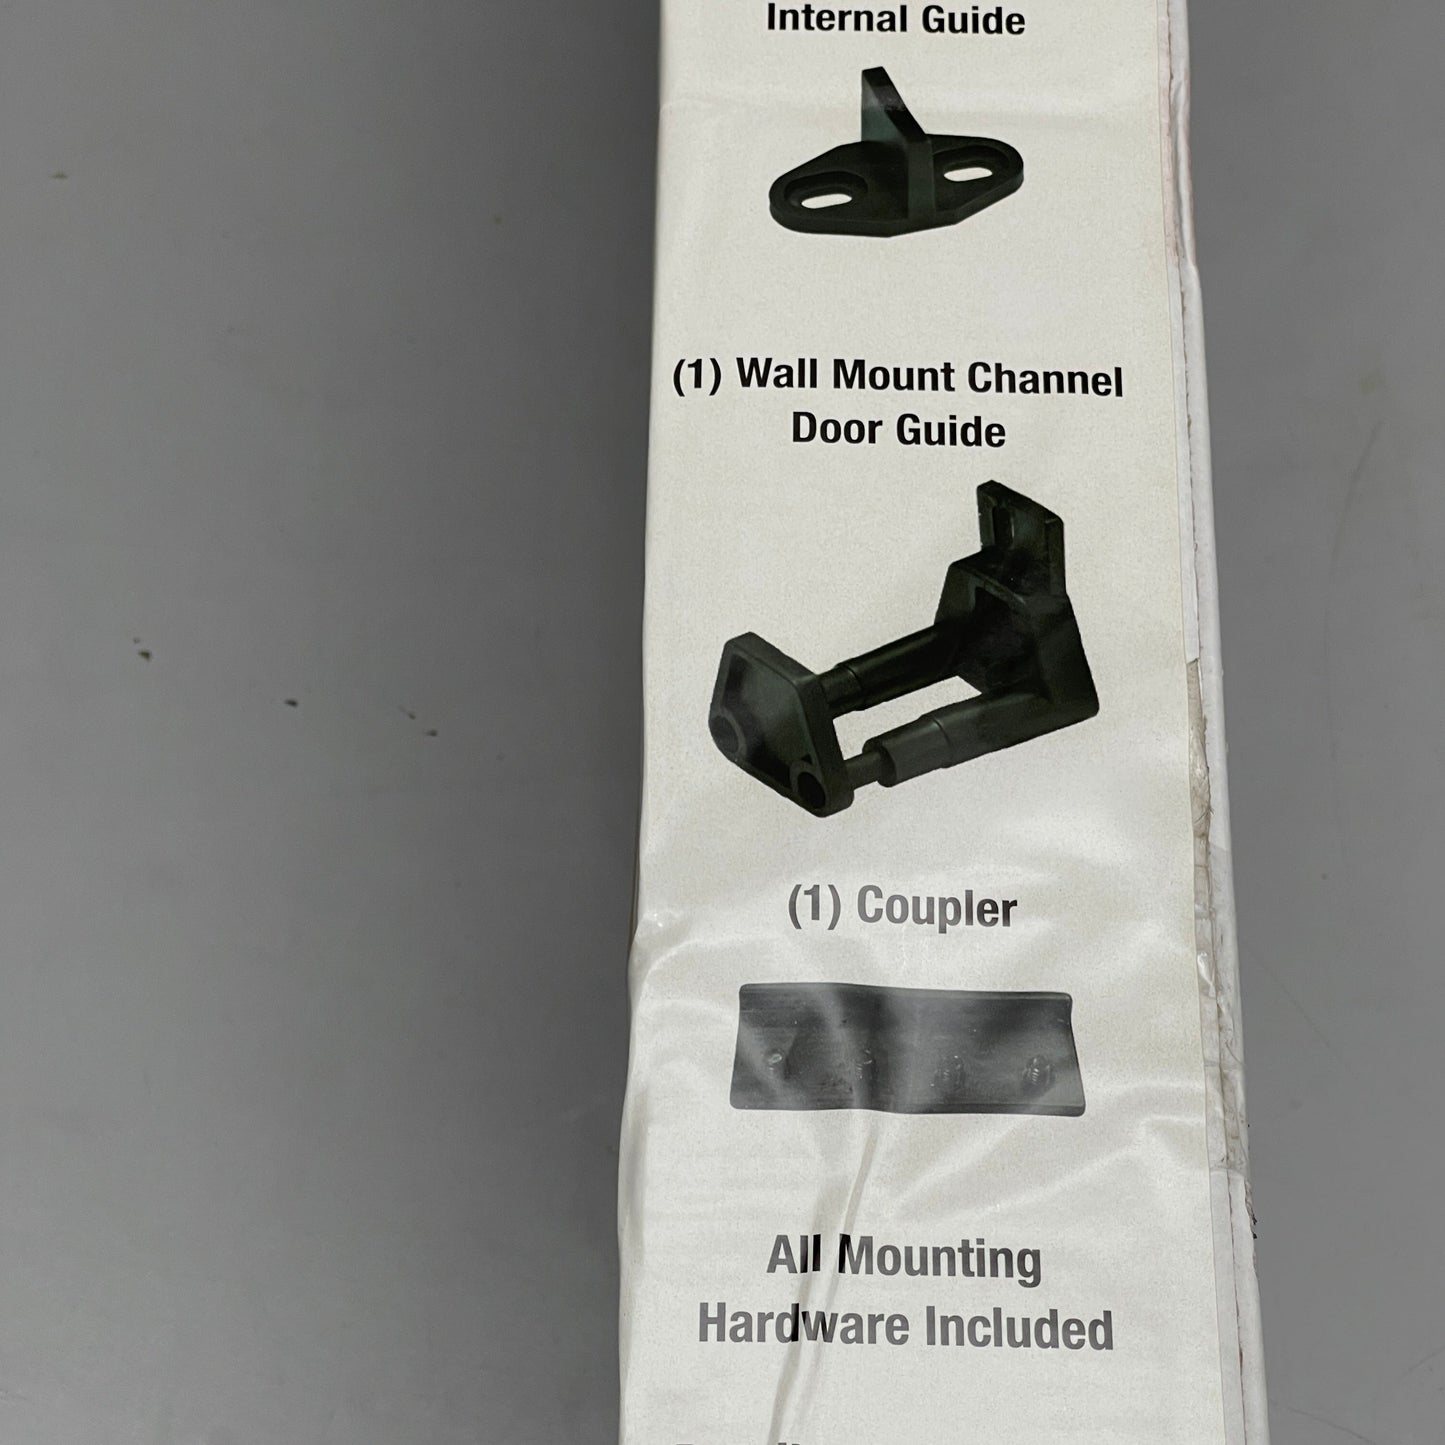 Internal Guide
(1) Wall Mount Channel
Door Guide
(1) Coupler
All Mounting
Hardware Included